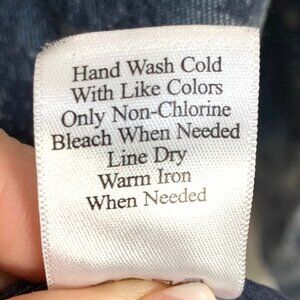 Hand Wash Cold
With Like Colors
Only Non-Chlorine
Bleach When Needed
Line Dry
Warm Iron
When Needed